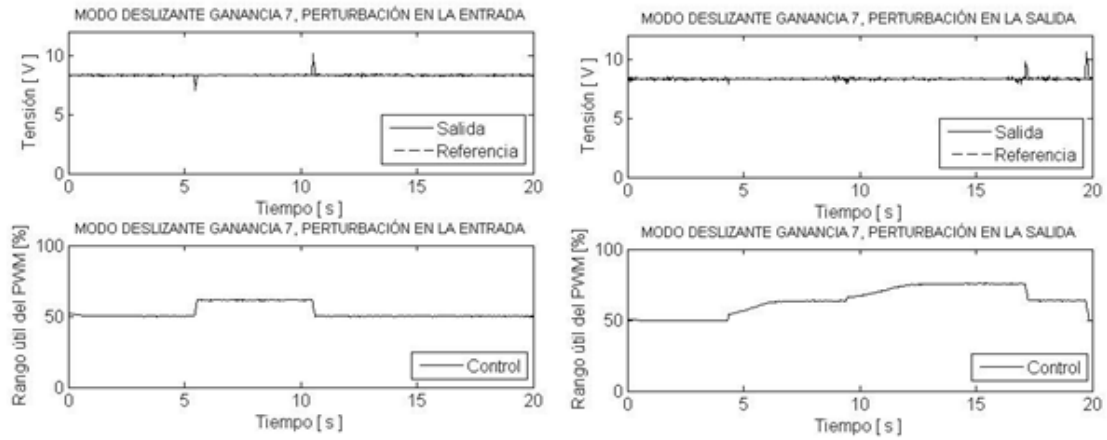 MODO DESLIZANTE GANANCIA 7, PERTURBACIÓN EN LA ENTRADA
Tensión [ V ]
10
5
0
0 5 10 15 20
Tiempo [ s ]
Salida
Referencia
MODO DESLIZANTE GANANCIA 7, PERTURBACIÓN EN LA SALIDA
Tensión [ V ]
10
5
0
0 5 10 15 20
Tiempo [ s ]
Salida
Referencia
MODO DESLIZANTE GANANCIA 7, PERTURBACIÓN EN LA ENTRADA
Rango útil del PWM [%]
100
50
0
0 5 10 15 20
Tiempo [ s ]
Control
MODO DESLIZANTE GANANCIA 7, PERTURBACIÓN EN LA SALIDA
Rango útil del PWM [%]
100
50
0
0 5 10 15 20
Tiempo [ s ]
Control